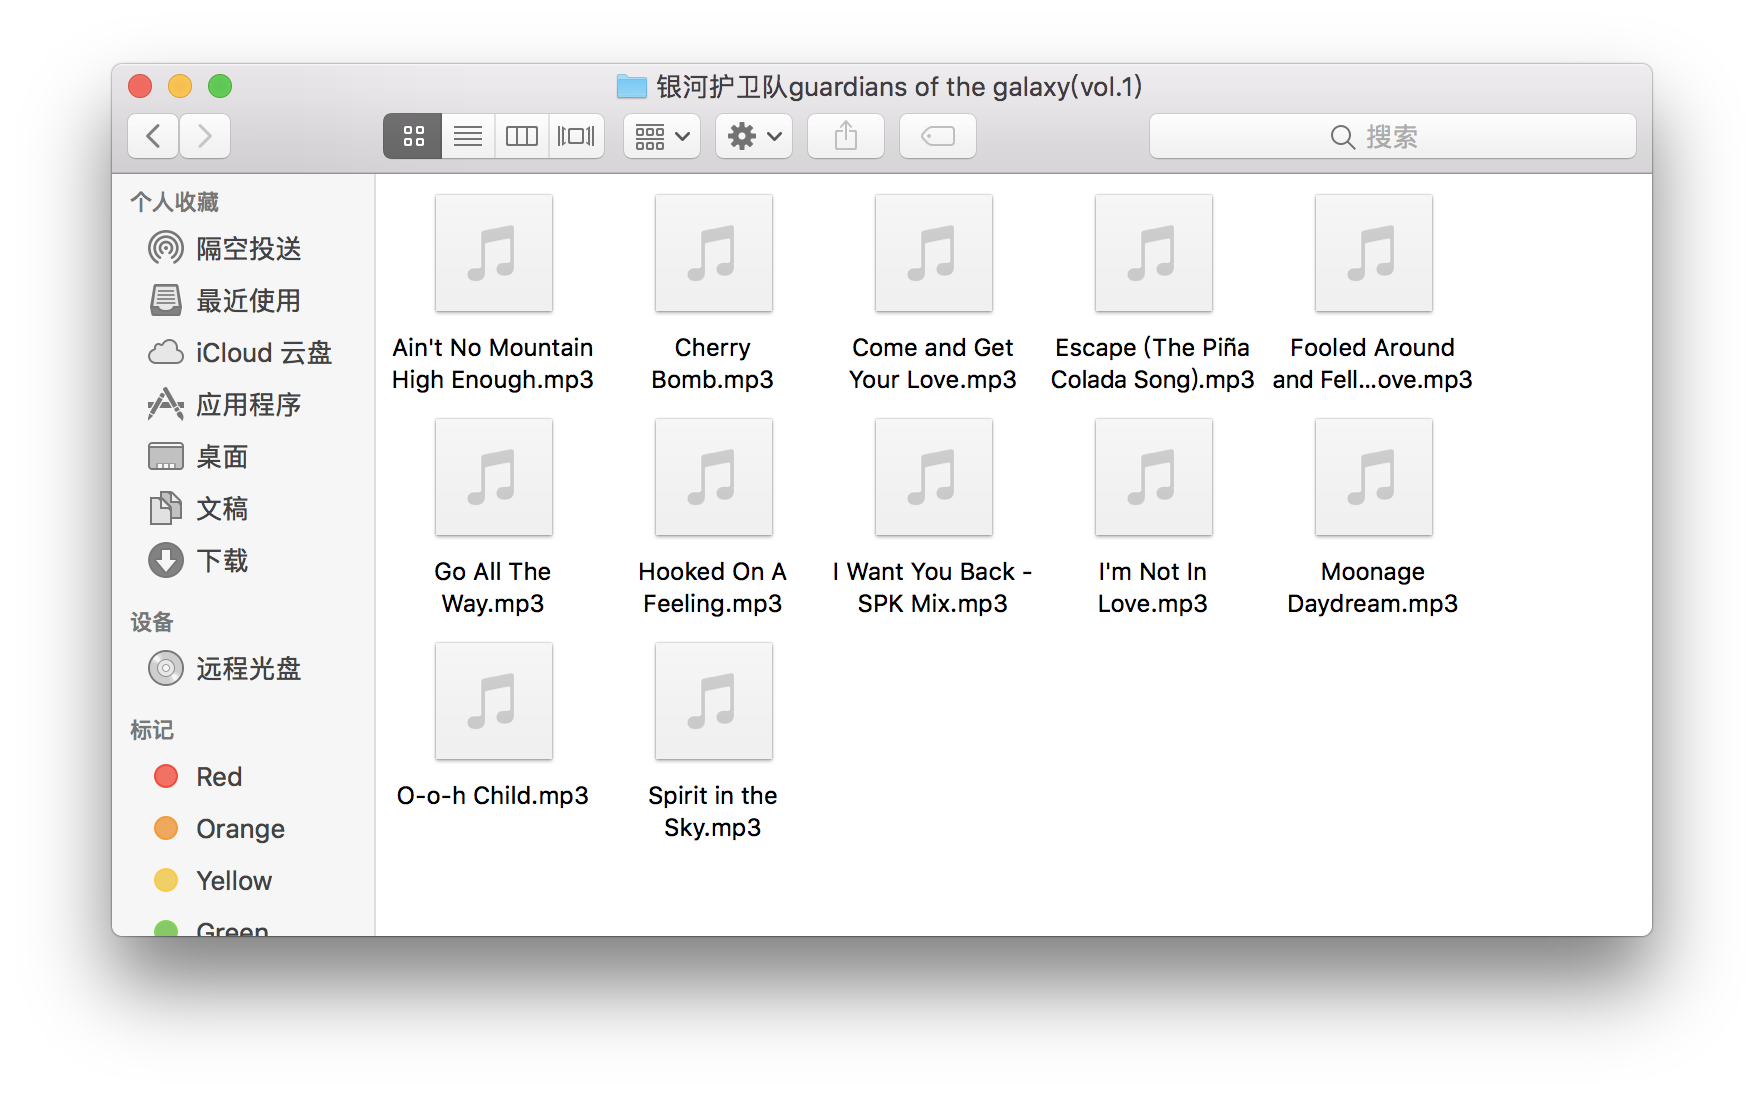 银河护卫队guardians of the galaxy(vol.1)
搜索
个人收藏
隔空投送
最近使用
iCloud 云盘
应用程序
桌面
文稿
下载
设备
远程光盘
标记
Red
Orange
Yellow
Green
Ain't No Mountain
High Enough.mp3
Cherry
Bomb.mp3
Come and Get
Your Love.mp3
Escape (The Piña
Colada Song).mp3
Fooled Around
and Fell...ove.mp3
Go All The
Way.mp3
Hooked On A
Feeling.mp3
I Want You Back -
SPK Mix.mp3
I'm Not In
Love.mp3
Moonage
Daydream.mp3
O-o-h Child.mp3
Spirit in the
Sky.mp3